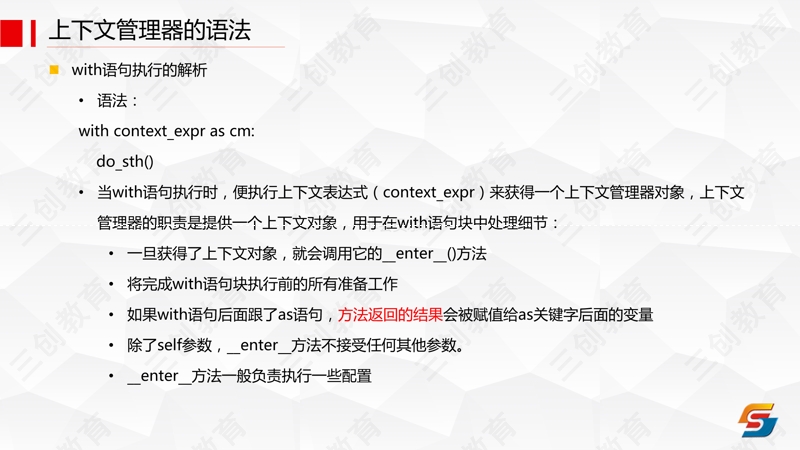 上下文管理器的语法
with语句执行的解析
• 语法：
with context_expr as cm:
do_sth()
• 当with语句执行时，便执行上下文表达式（context_expr）来获得一个上下文管理器对象，上下文
管理器的职责是提供一个上下文对象，用于在with语句块中处理细节：
• 一旦获得了上下文对象，就会调用它的__enter__()方法
• 将完成with语句块执行前的所有准备工作
• 如果with语句后面跟了as语句，方法返回的结果会被赋值给as关键字后面的变量
• 除了self参数，__enter__方法不接受任何其他参数。
• __enter__方法一般负责执行一些配置
三创教育